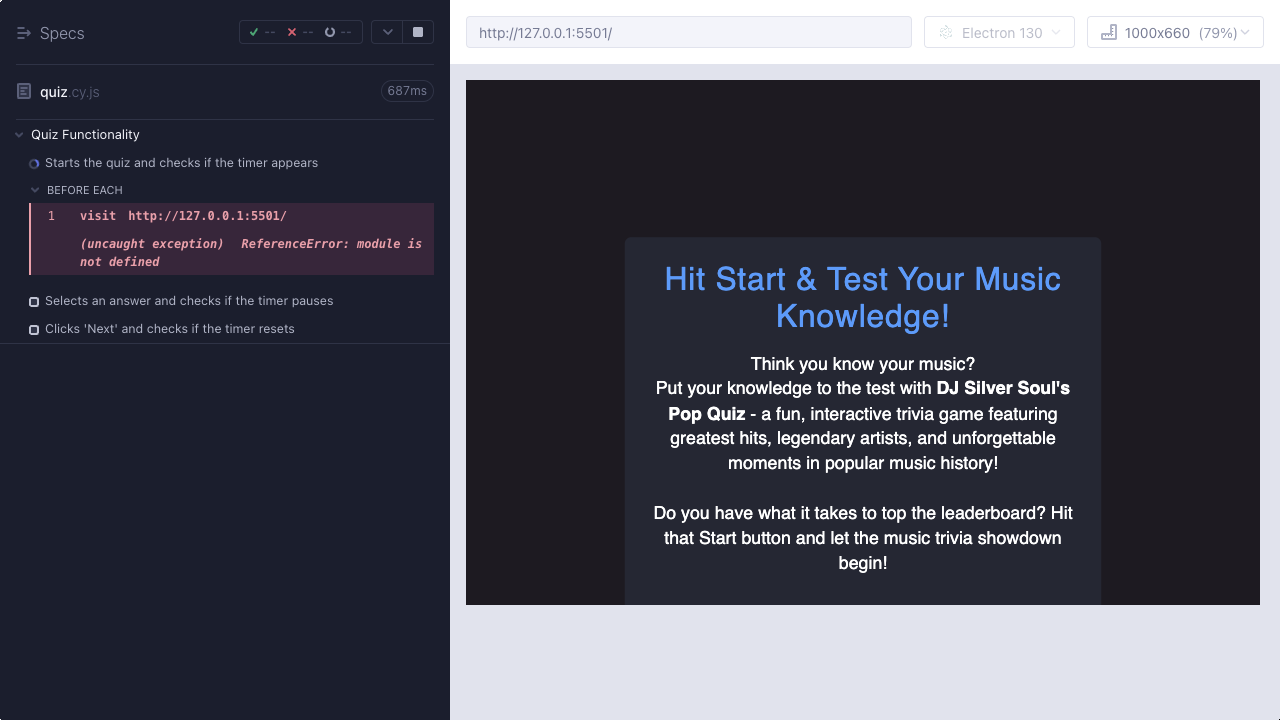 Specs
-- -- --
quiz.cy.js
687ms
Quiz Functionality
Starts the quiz and checks if the timer appears
BEFORE EACH
1 visit http://127.0.0.1:5501/
(uncaught exception) ReferenceError: module is
not defined
Selects an answer and checks if the timer pauses
Clicks 'Next' and checks if the timer resets
http://127.0.0.1:5501/
Electron 130
1000x660 (79%)
Hit Start & Test Your Music
Knowledge!
Think you know your music?
Put your knowledge to the test with DJ Silver Soul's
Pop Quiz - a fun, interactive trivia game featuring
greatest hits, legendary artists, and unforgettable
moments in popular music history!
Do you have what it takes to top the leaderboard? Hit
that Start button and let the music trivia showdown
begin!